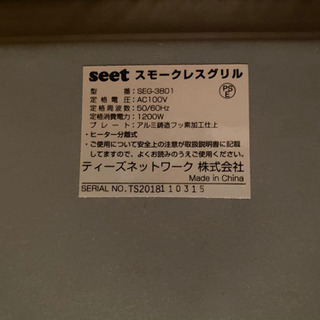 seet スモークレスグリル
PS
E
型番：SEG-3801
定格電圧：AC100V
定格周波数：50/60Hz
定格消費電力：1200W
プレート：アルミ鋳造フッ素加工仕上
・ヒーター分離式
・ご使用について安全上の注意が取扱説明書に記載
してますので、よくお読みのうえご使用ください。
ティーズネットワーク 株式会社
Made in China
SERIAL NO. TS2018110315